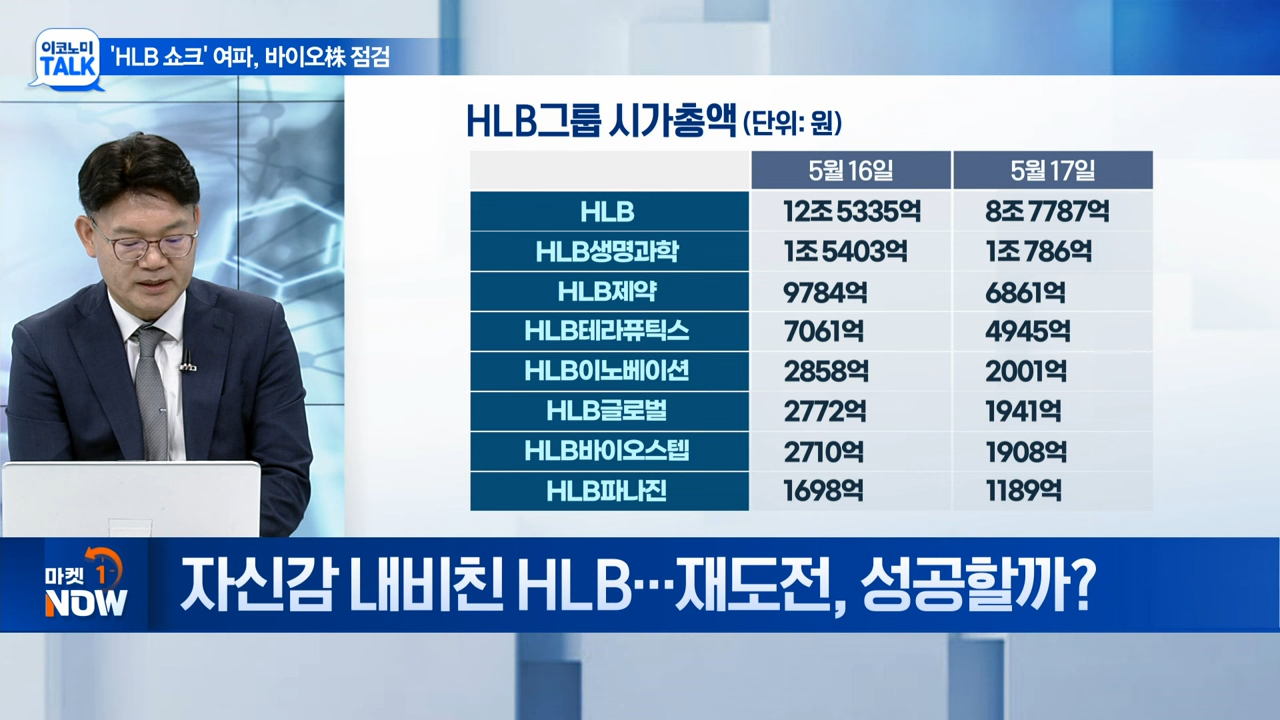 이코노미
TALK
'HLB 쇼크' 여파, 바이오株 점검
HLB그룹 시가총액 (단위: 원)
5월 16일 5월 17일
HLB 12조 5335억 8조 7787억
HLB생명과학 1조 5403억 1조 786억
HLB제약 9784억 6861억
HLB테라퓨틱스 7061억 4945억
HLB이노베이션 2858억 2001억
HLB글로벌 2772억 1941억
HLB바이오스텝 2710억 1908억
HLB파나진 1698억 1189억
마켓 1
NOW
자신감 내비친 HLB…재도전, 성공할까?